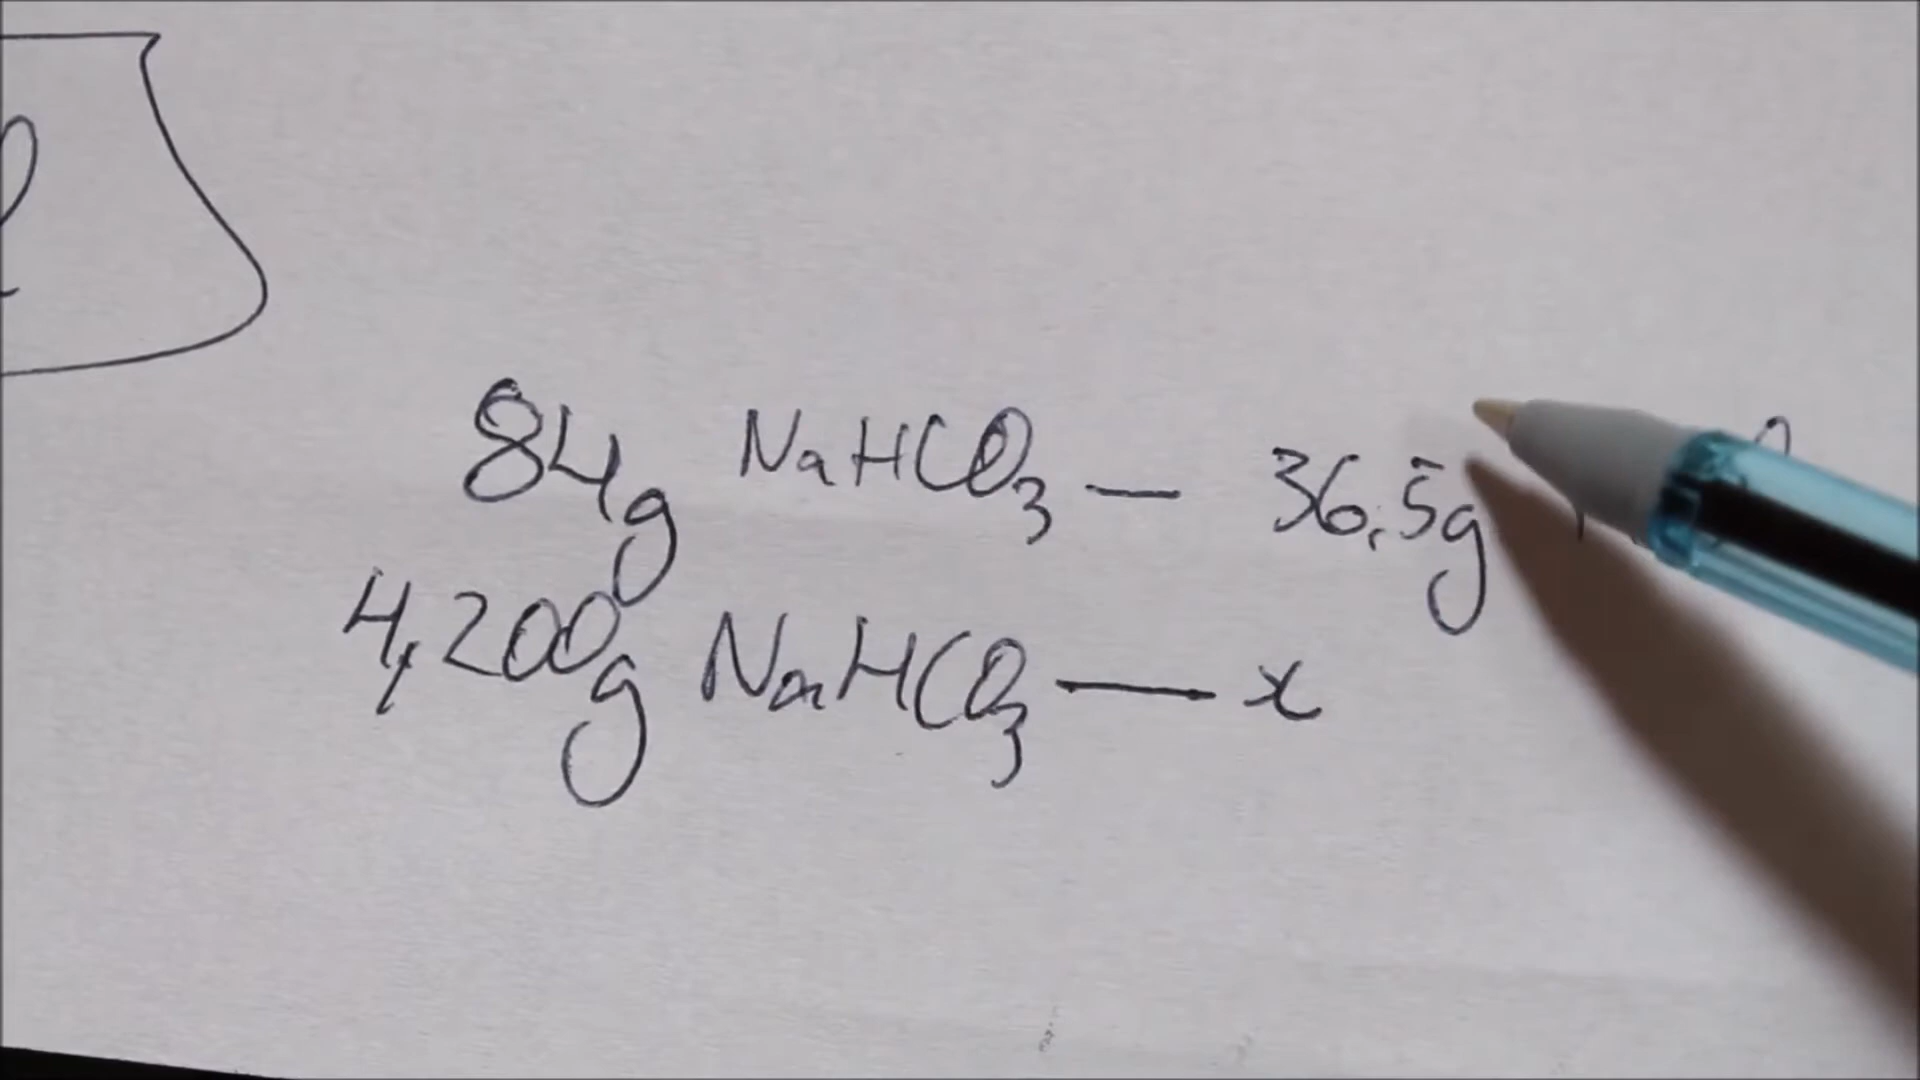 84g NaHCO3 — 36,5g
4,200g NaHCO3 — x